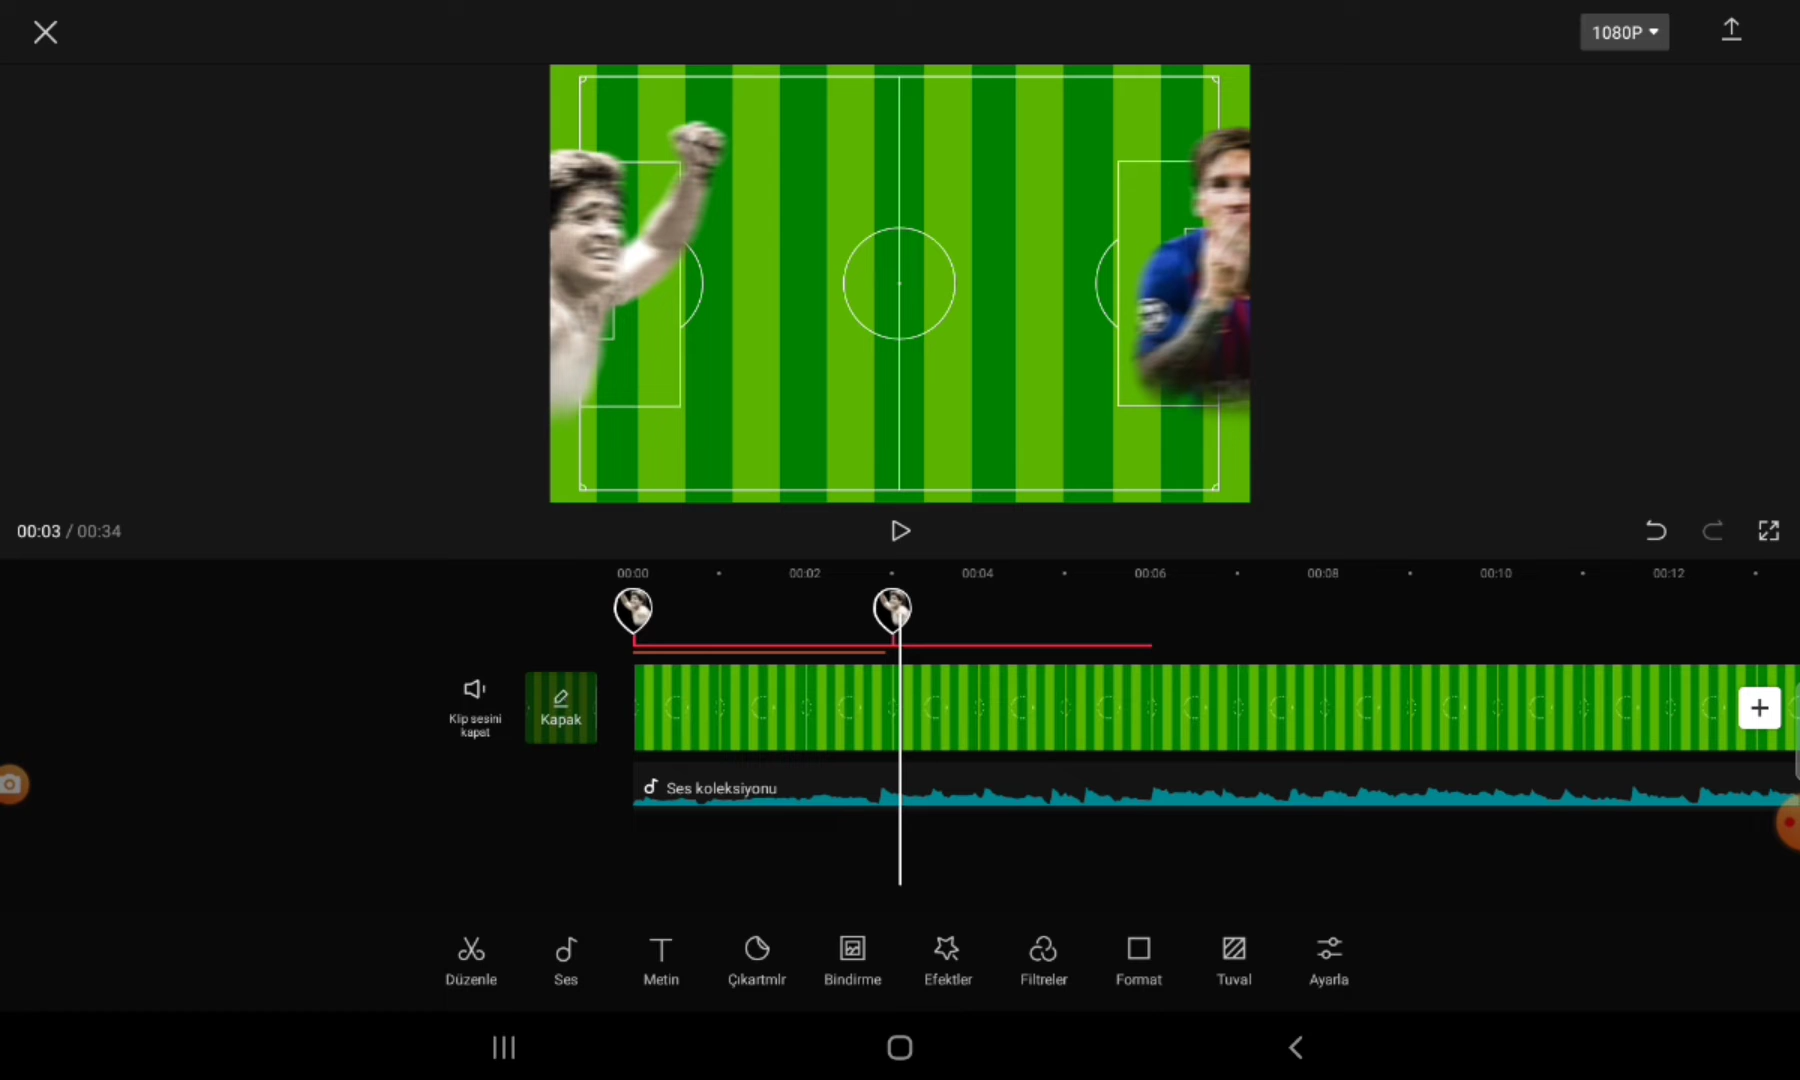 1080P
00:03 / 00:34
00:00 00:02 00:04 00:06 00:08 00:10 00:12
Klip sesini
kapat
Kapak
Ses koleksiyonu
Düzenle Ses Metin Çıkartmlr Bindirme Efektler Filtreler Format Tuval Ayarla